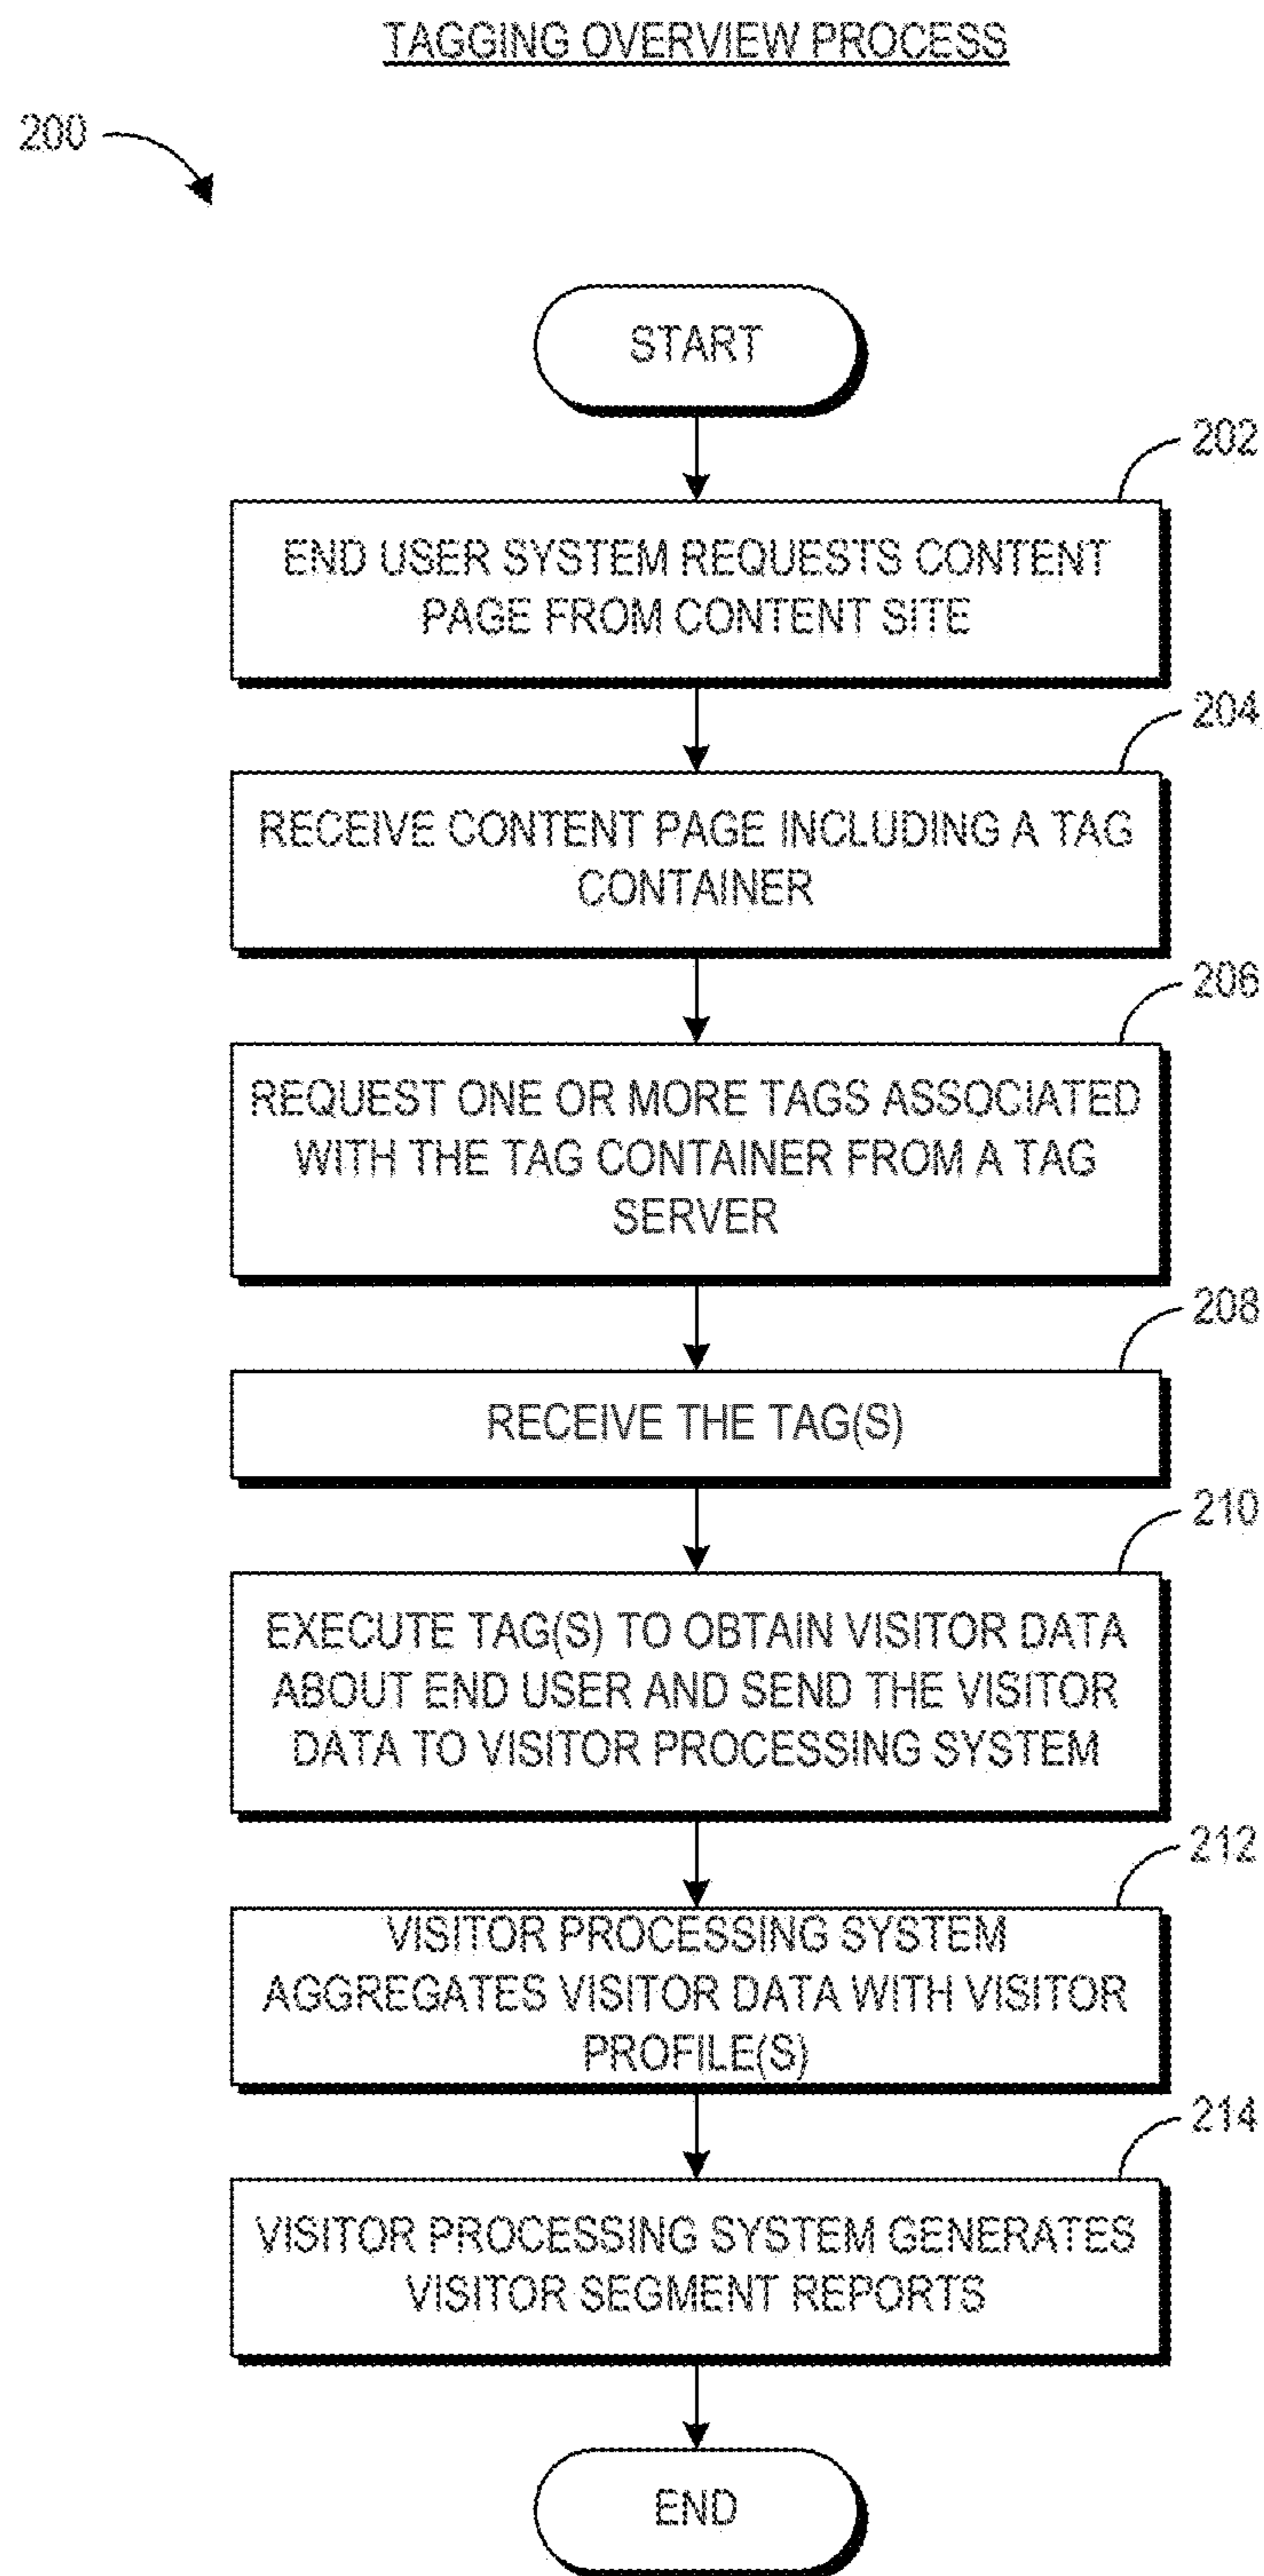 TAGGING OVERVIEW PROCESS
200
START
202
END USER SYSTEM REQUESTS CONTENT
PAGE FROM CONTENT SITE
204
RECEIVE CONTENT PAGE INCLUDING A TAG
CONTAINER
206
REQUEST ONE OR MORE TAGS ASSOCIATED
WITH THE TAG CONTAINER FROM A TAG
SERVER
208
RECEIVE THE TAG(S)
210
EXECUTE TAG(S) TO OBTAIN VISITOR DATA
ABOUT END USER AND SEND THE VISITOR
DATA TO VISITOR PROCESSING SYSTEM
212
VISITOR PROCESSING SYSTEM
AGGREGATES VISITOR DATA WITH VISITOR
PROFILE(S)
214
VISITOR PROCESSING SYSTEM GENERATES
VISITOR SEGMENT REPORTS
END